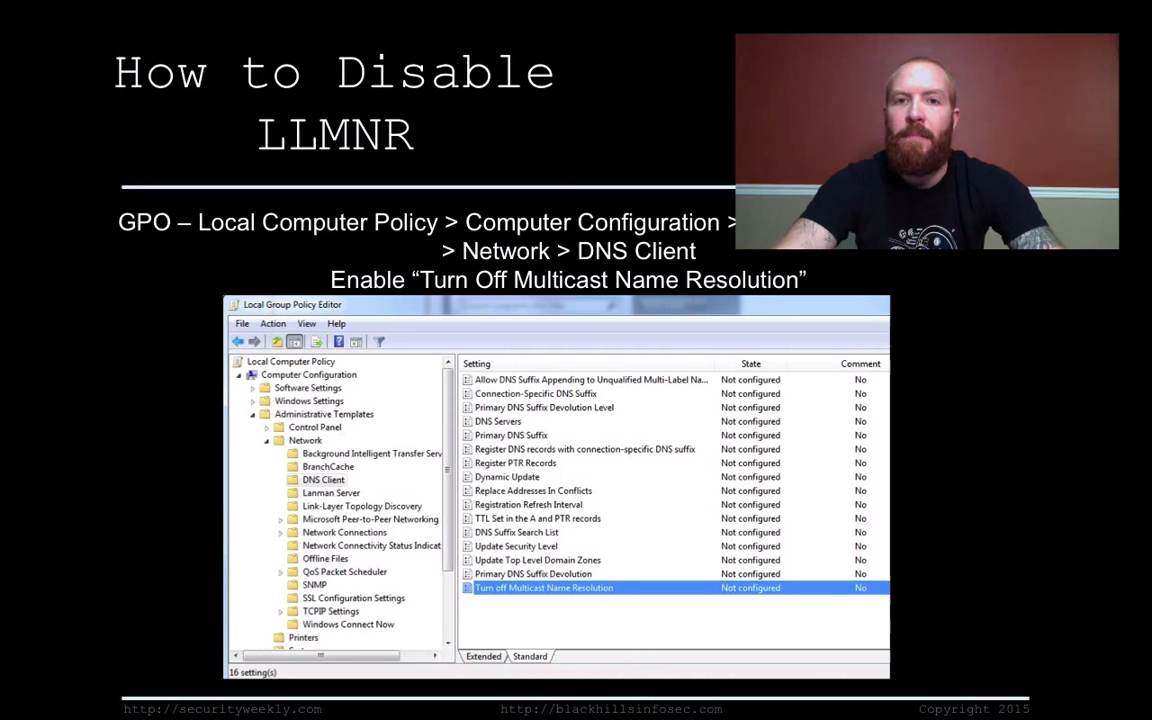 How to Disable
LLMNR
GPO – Local Computer Policy > Computer Configuration >
> Network > DNS Client
Enable “Turn Off Multicast Name Resolution”
Local Group Policy Editor
File Action View Help
Local Computer Policy
Computer Configuration
Software Settings
Windows Settings
Administrative Templates
Control Panel
Network
Background Intelligent Transfer Serv
BranchCache
DNS Client
Lanman Server
Link-Layer Topology Discovery
Microsoft Peer-to-Peer Networking
Network Connections
Network Connectivity Status Indicat
Offline Files
QoS Packet Scheduler
SNMP
SSL Configuration Settings
TCPIP Settings
Windows Connect Now
Printers
Setting State Comment
Allow DNS Suffix Appending to Unqualified Multi-Label Na... Not configured No
Connection-Specific DNS Suffix Not configured No
Primary DNS Suffix Devolution Level Not configured No
DNS Servers Not configured No
Primary DNS Suffix Not configured No
Register DNS records with connection-specific DNS suffix Not configured No
Register PTR Records Not configured No
Dynamic Update Not configured No
Replace Addresses In Conflicts Not configured No
Registration Refresh Interval Not configured No
TTL Set in the A and PTR records Not configured No
DNS Suffix Search List Not configured No
Update Security Level Not configured No
Update Top Level Domain Zones Not configured No
Primary DNS Suffix Devolution Not configured No
Turn off Multicast Name Resolution Not configured No
Extended Standard
16 setting(s)
http://securityweekly.com http://blackhillsinfosec.com Copyright 2015